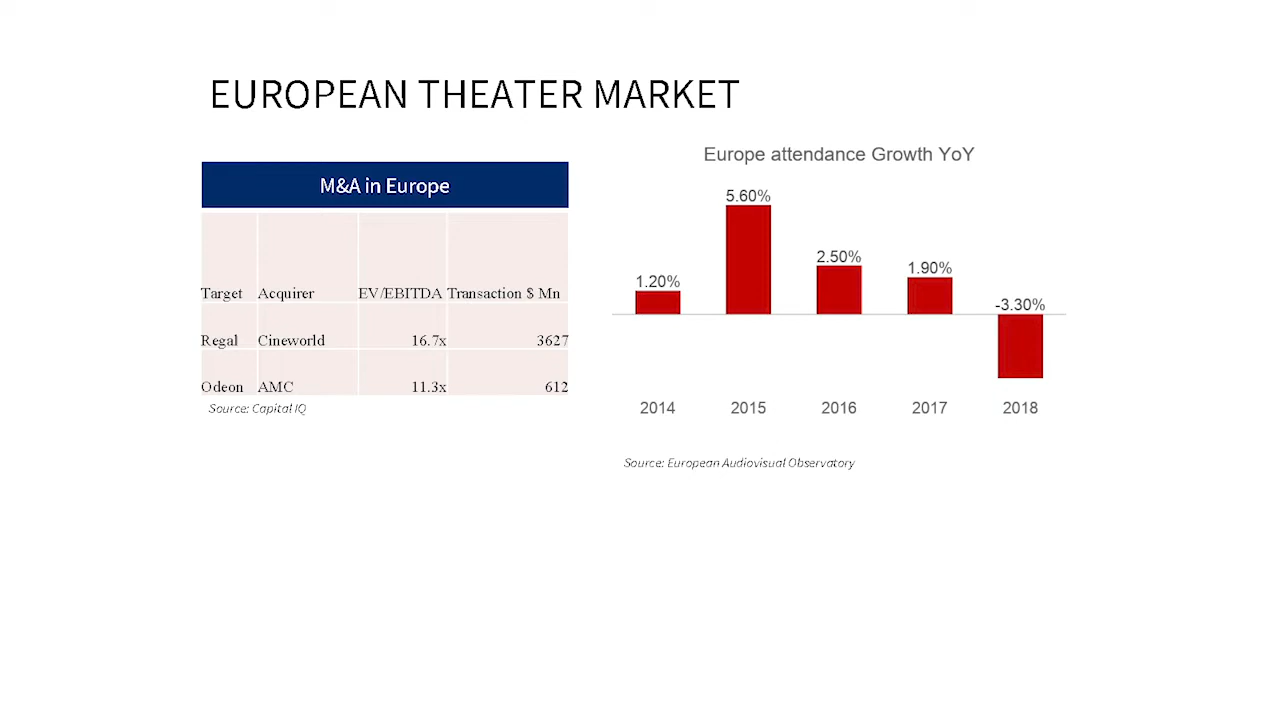 EUROPEAN THEATER MARKET
M&A in Europe
Target Acquirer EV/EBITDA Transaction $ Mn
Regal Cineworld 16.7x 3627
Odeon AMC 11.3x 612
Source: Capital IQ
Europe attendance Growth YoY
5.60%
2.50%
1.90%
1.20%
-3.30%
2014 2015 2016 2017 2018
Source: European Audiovisual Observatory